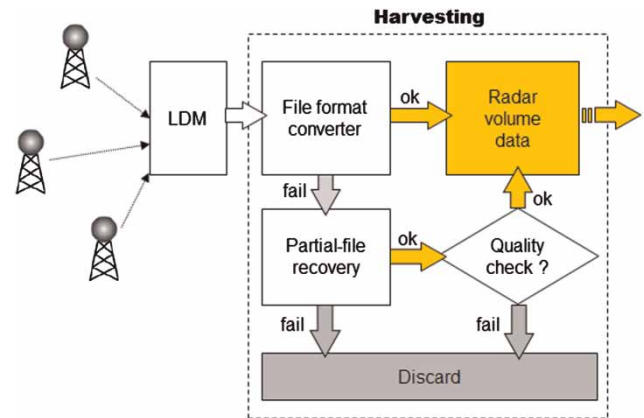 Harvesting
LDM
File format
converter
ok
Radar
volume
data
fail
ok
Partial-file
recovery
ok
Quality
check ?
fail
fail
Discard